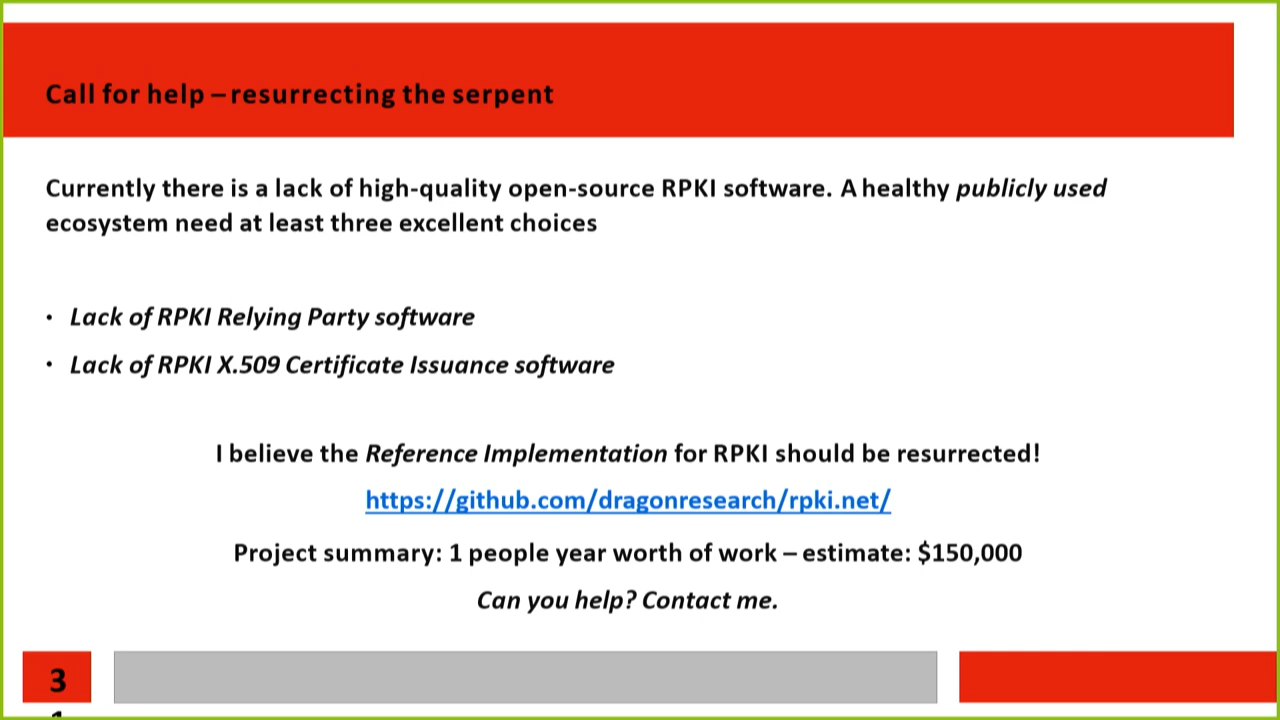 Call for help – resurrecting the serpent
Currently there is a lack of high-quality open-source RPKI software. A healthy publicly used
ecosystem need at least three excellent choices
• Lack of RPKI Relying Party software
• Lack of RPKI X.509 Certificate Issuance software
I believe the Reference Implementation for RPKI should be resurrected!
https://github.com/dragonresearch/rpki.net/
Project summary: 1 people year worth of work – estimate: $150,000
Can you help? Contact me.
3